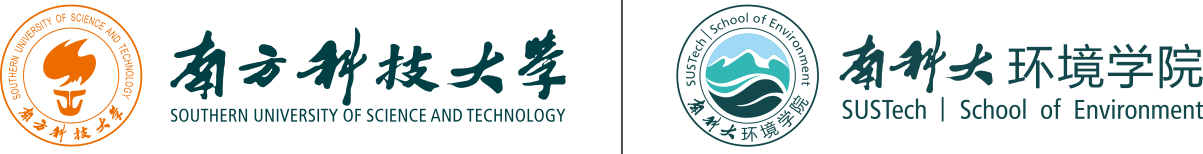 SOUTHERN UNIVERSITY OF SCIENCE AND TECHNOLOGY
南方科技大学
南方科技大学
SOUTHERN UNIVERSITY OF SCIENCE AND TECHNOLOGY
SUSTech | School of Environment
南科大环境学院
南科大环境学院
SUSTech | School of Environment